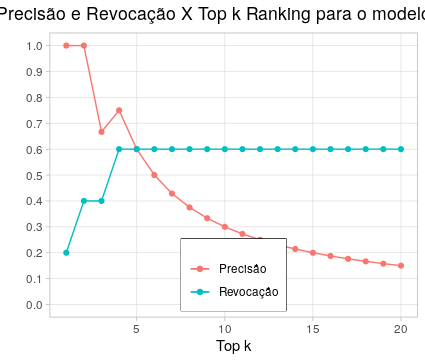 Precisão e Revocação X Top k Ranking para o modelo
1.0
0.9
0.8
0.7
0.6
0.5
0.4
0.3
0.2
0.1
0.0
Precisão
Revocação
5 10 15 20
Top k